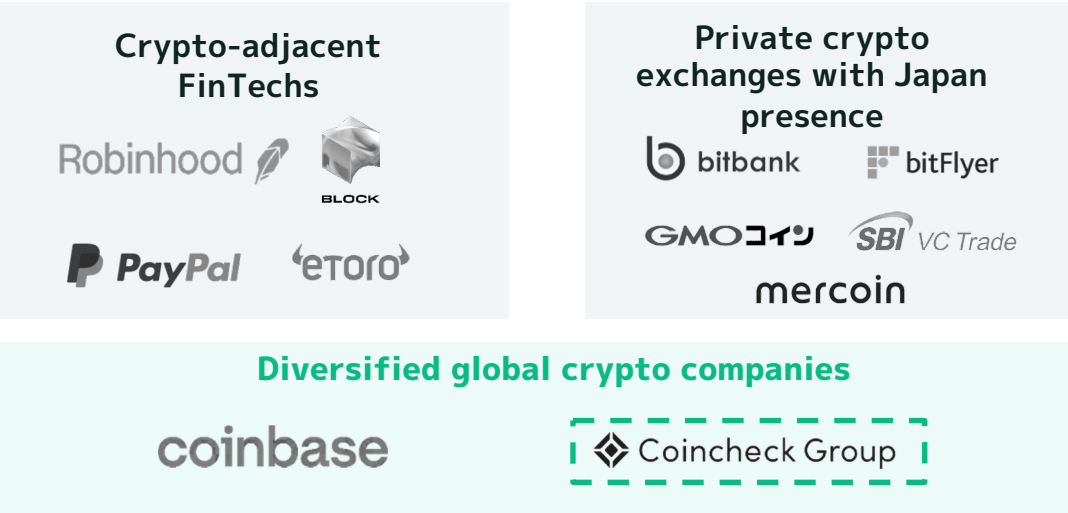 Crypto-adjacent
FinTechs
Robinhood
BLOCK
PayPal
eTORO
Private crypto
exchanges with Japan
presence
bitbank
bitFlyer
GMOコイン
SBI VC Trade
mercoin
Diversified global crypto companies
coinbase
Coincheck Group